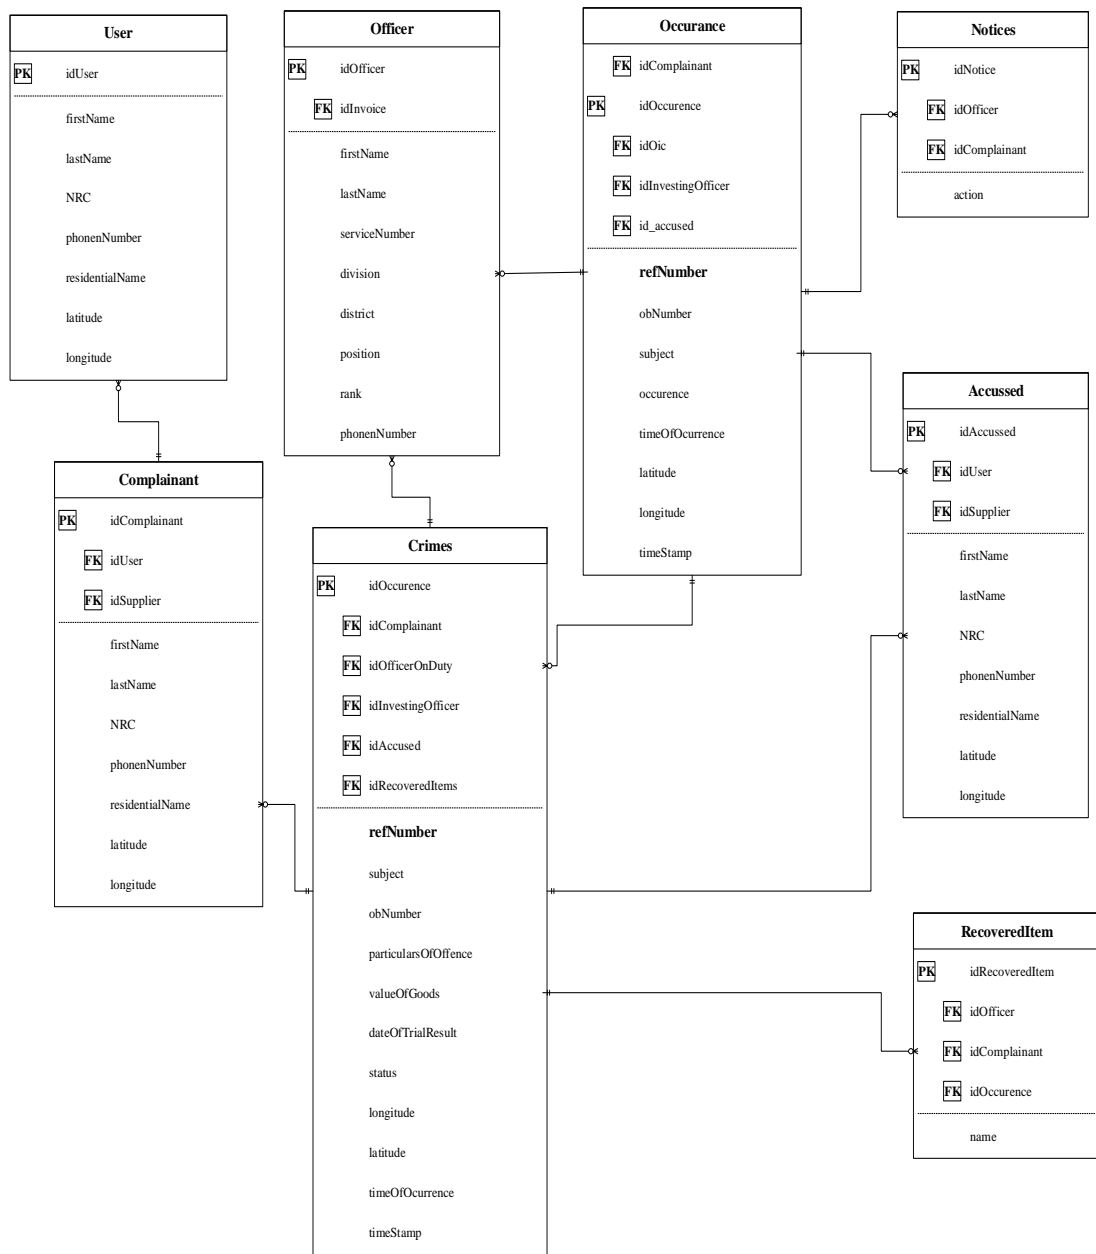 User
PK idUser
firstName
lastName
NRC
phonenNumber
residentialName
latitude
longitude
Officer
PK idOfficer
FK idInvoice
firstName
lastName
serviceNumber
division
district
position
rank
phonenNumber
Occurance
FK idComplainant
PK idOccurence
FK idOic
FK idInvestingOfficer
FK id_accused
refNumber
obNumber
subject
occurence
timeOfOcurrence
latitude
longitude
timeStamp
Notices
PK idNotice
FK idOfficer
FK idComplainant
action
Complainant
PK idComplainant
FK idUser
FK idSupplier
firstName
lastName
NRC
phonenNumber
residentialName
latitude
longitude
Crimes
PK idOccurence
FK idComplainant
FK idOfficerOnDuty
FK idInvestingOfficer
FK idAccused
FK idRecoveredItems
refNumber
subject
obNumber
particularsOfOffence
valueOfGoods
dateOfTrialResult
status
longitude
latitude
timeOfOcurrence
timeStamp
Accussed
PK idAccussed
FK idUser
FK idSupplier
firstName
lastName
NRC
phonenNumber
residentialName
latitude
longitude
RecoveredItem
PK idRecoveredItem
FK idOfficer
FK idComplainant
FK idOccurence
name